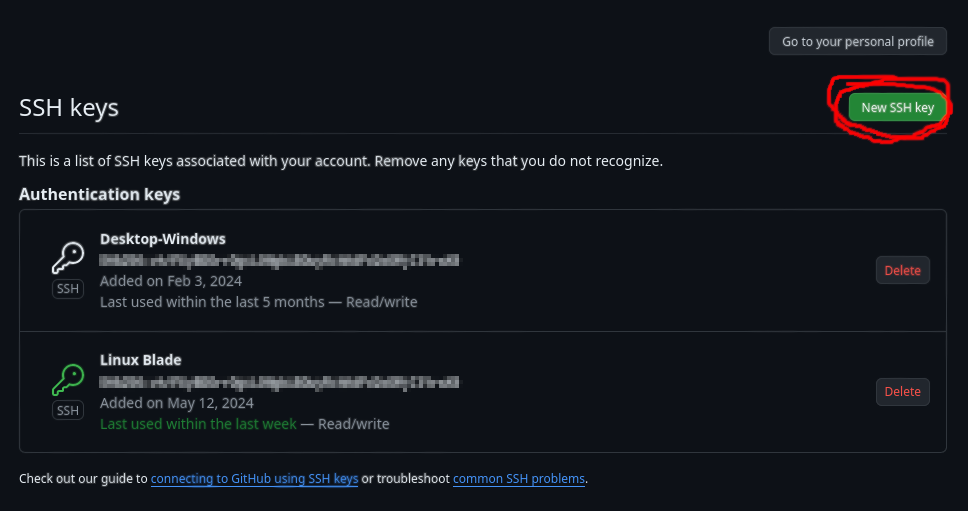 Go to your personal profile
SSH keys
New SSH key
This is a list of SSH keys associated with your account. Remove any keys that you do not recognize.
Authentication keys
Desktop-Windows
SSH
Added on Feb 3, 2024
Last used within the last 5 months — Read/write
Delete
Linux Blade
SSH
Added on May 12, 2024
Last used within the last week — Read/write
Delete
Check out our guide to connecting to GitHub using SSH keys or troubleshoot common SSH problems.